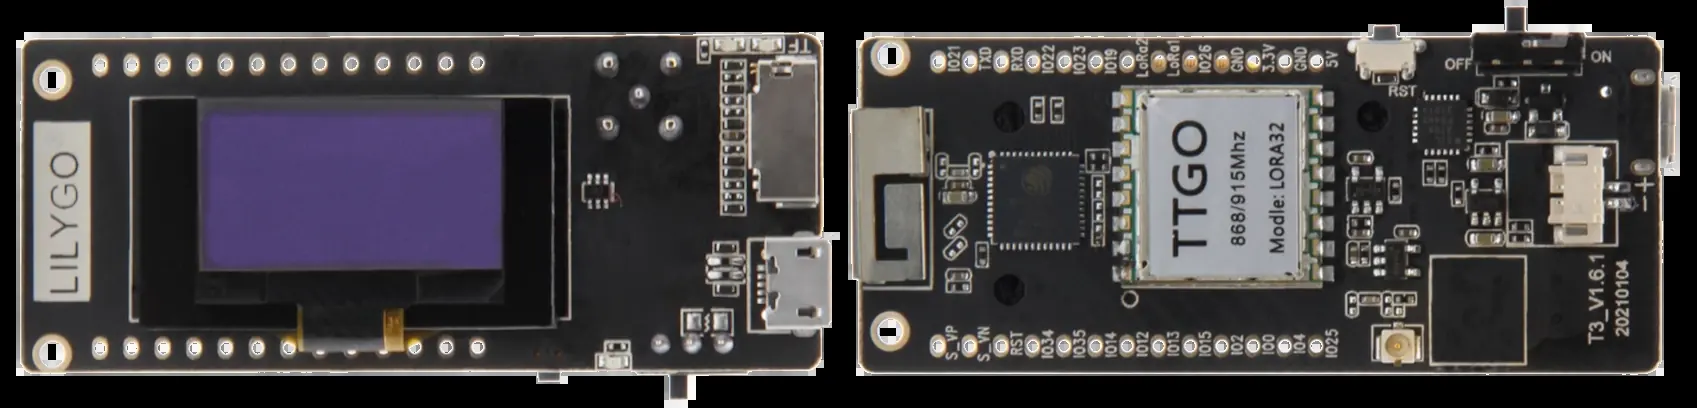 LILYGO
TF
IO21
TXD
RXD
IO22
IO23
IO19
LoRa2
LoRa1
IO26
GND
3.3V
GND
5V
RST
OFF
ON
TTGO
868/915Mhz
Modle: LORA32
+
-
S_VP
S_VN
RST
IO34
IO35
IO14
IO12
IO13
IO15
IO2
IO0
IO4
IO25
T3_V1.6.1
20210104